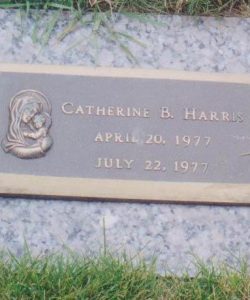 CATHERINE B. HARRIS
APRIL 20, 1977
JULY 22, 1977